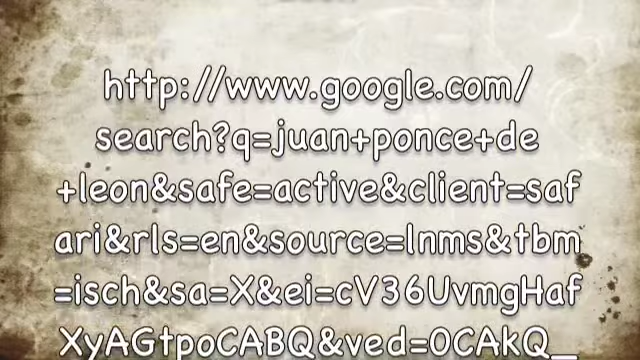 http://www.google.com/
search?q=juan+ponce+de
+leon&safe=active&client=saf
ari&rls=en&source=lnms&tbm
=isch&sa=X&ei=cV36UvmgHaf
XyAGtpoCABQ&ved=0CAkQ_